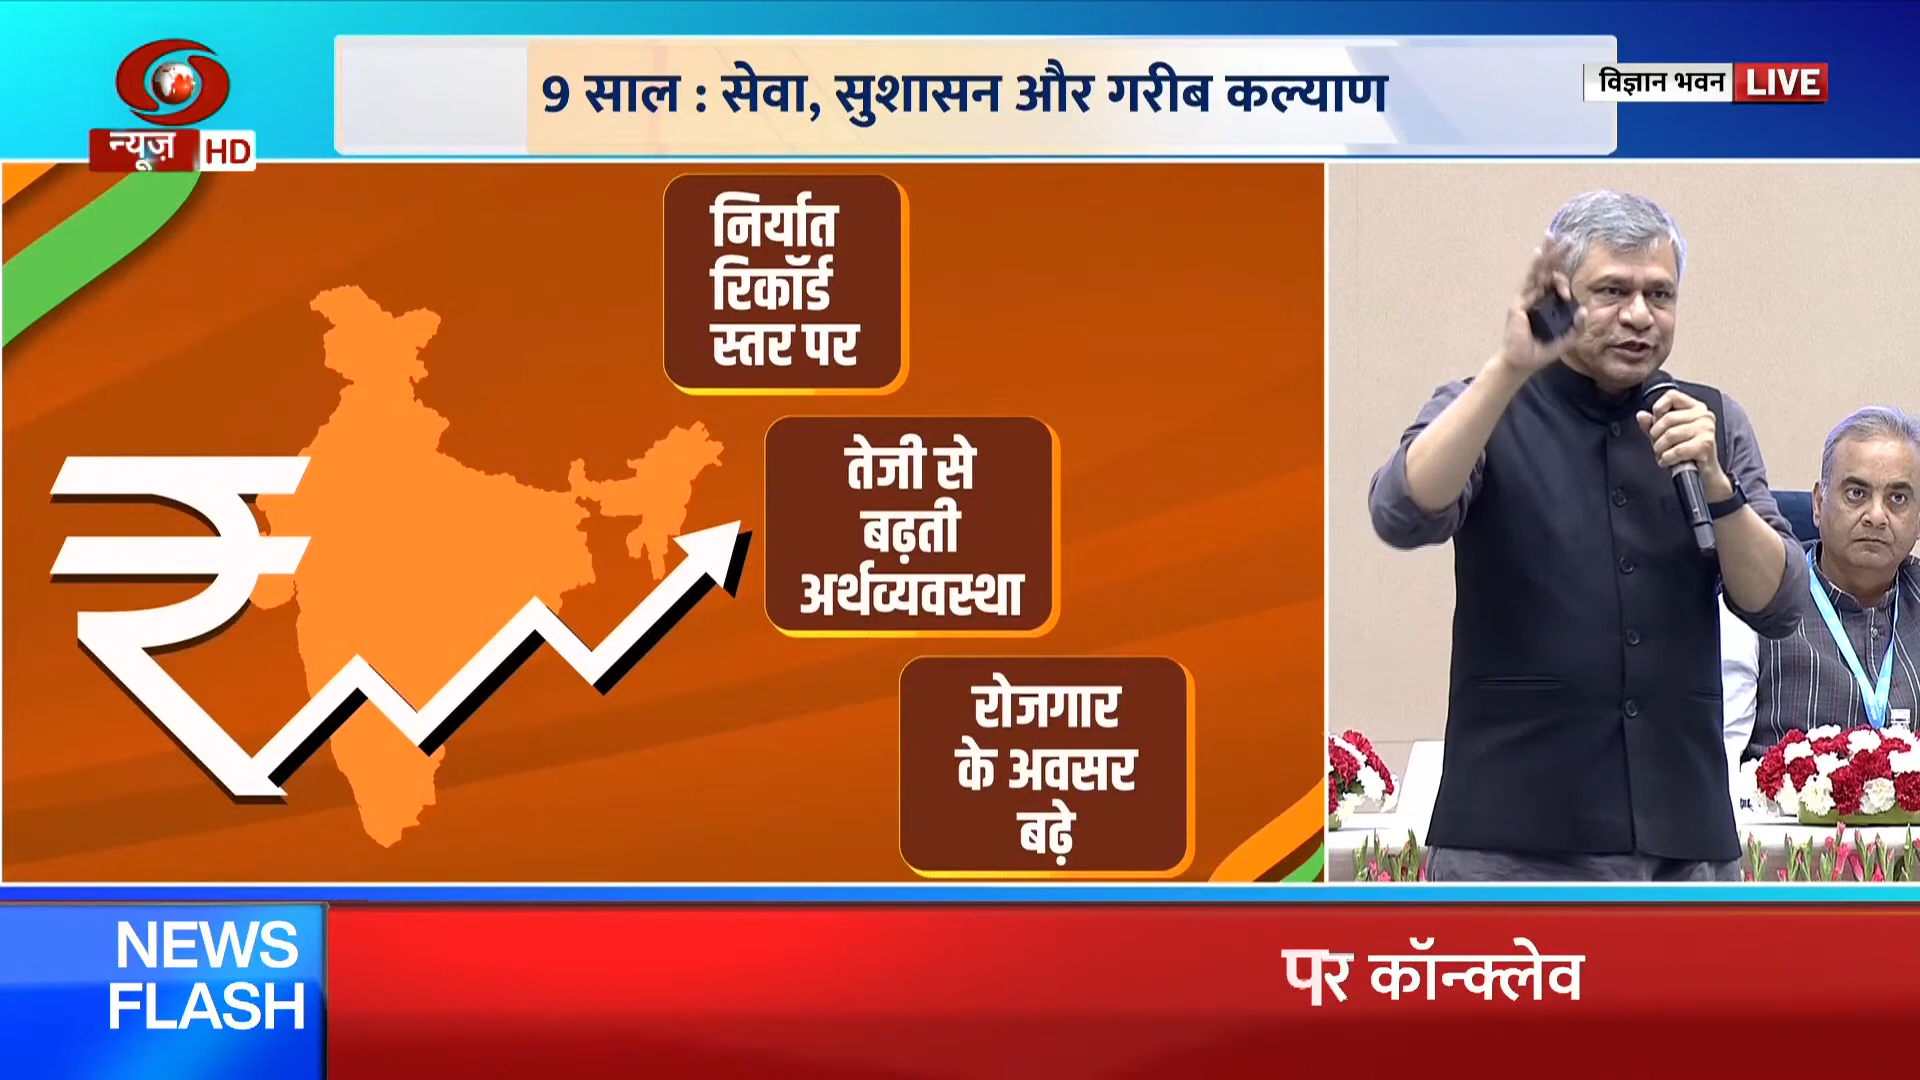 न्यूज़ HD
9 साल : सेवा, सुशासन और गरीब कल्याण
विज्ञान भवन LIVE
निर्यात
रिकॉर्ड
स्तर पर
तेजी से
बढ़ती
अर्थव्यवस्था
रोजगार
के अवसर
बढ़े
NEWS
FLASH
पर कॉन्क्लेव